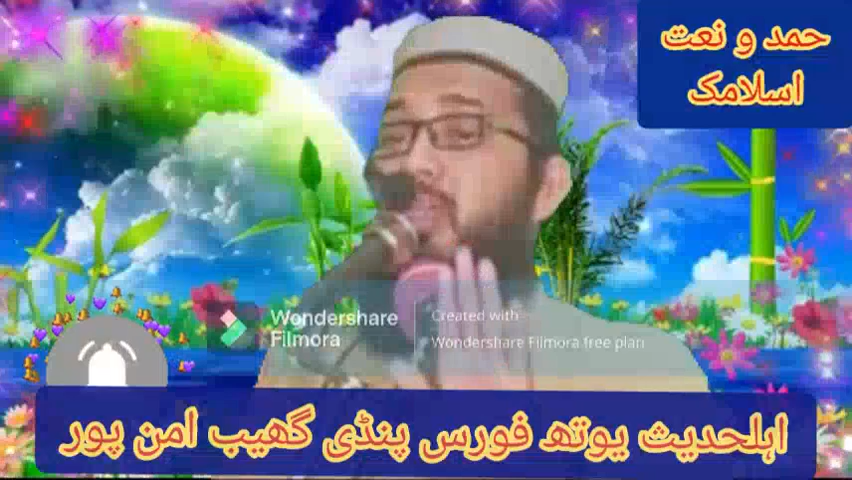 حمد و نعت
اسلامک
Wondershare
Filmora
Created with
Wondershare Filmora free plan
اہلحدیث یوتھ فورس پنڈی گھیب امن پور